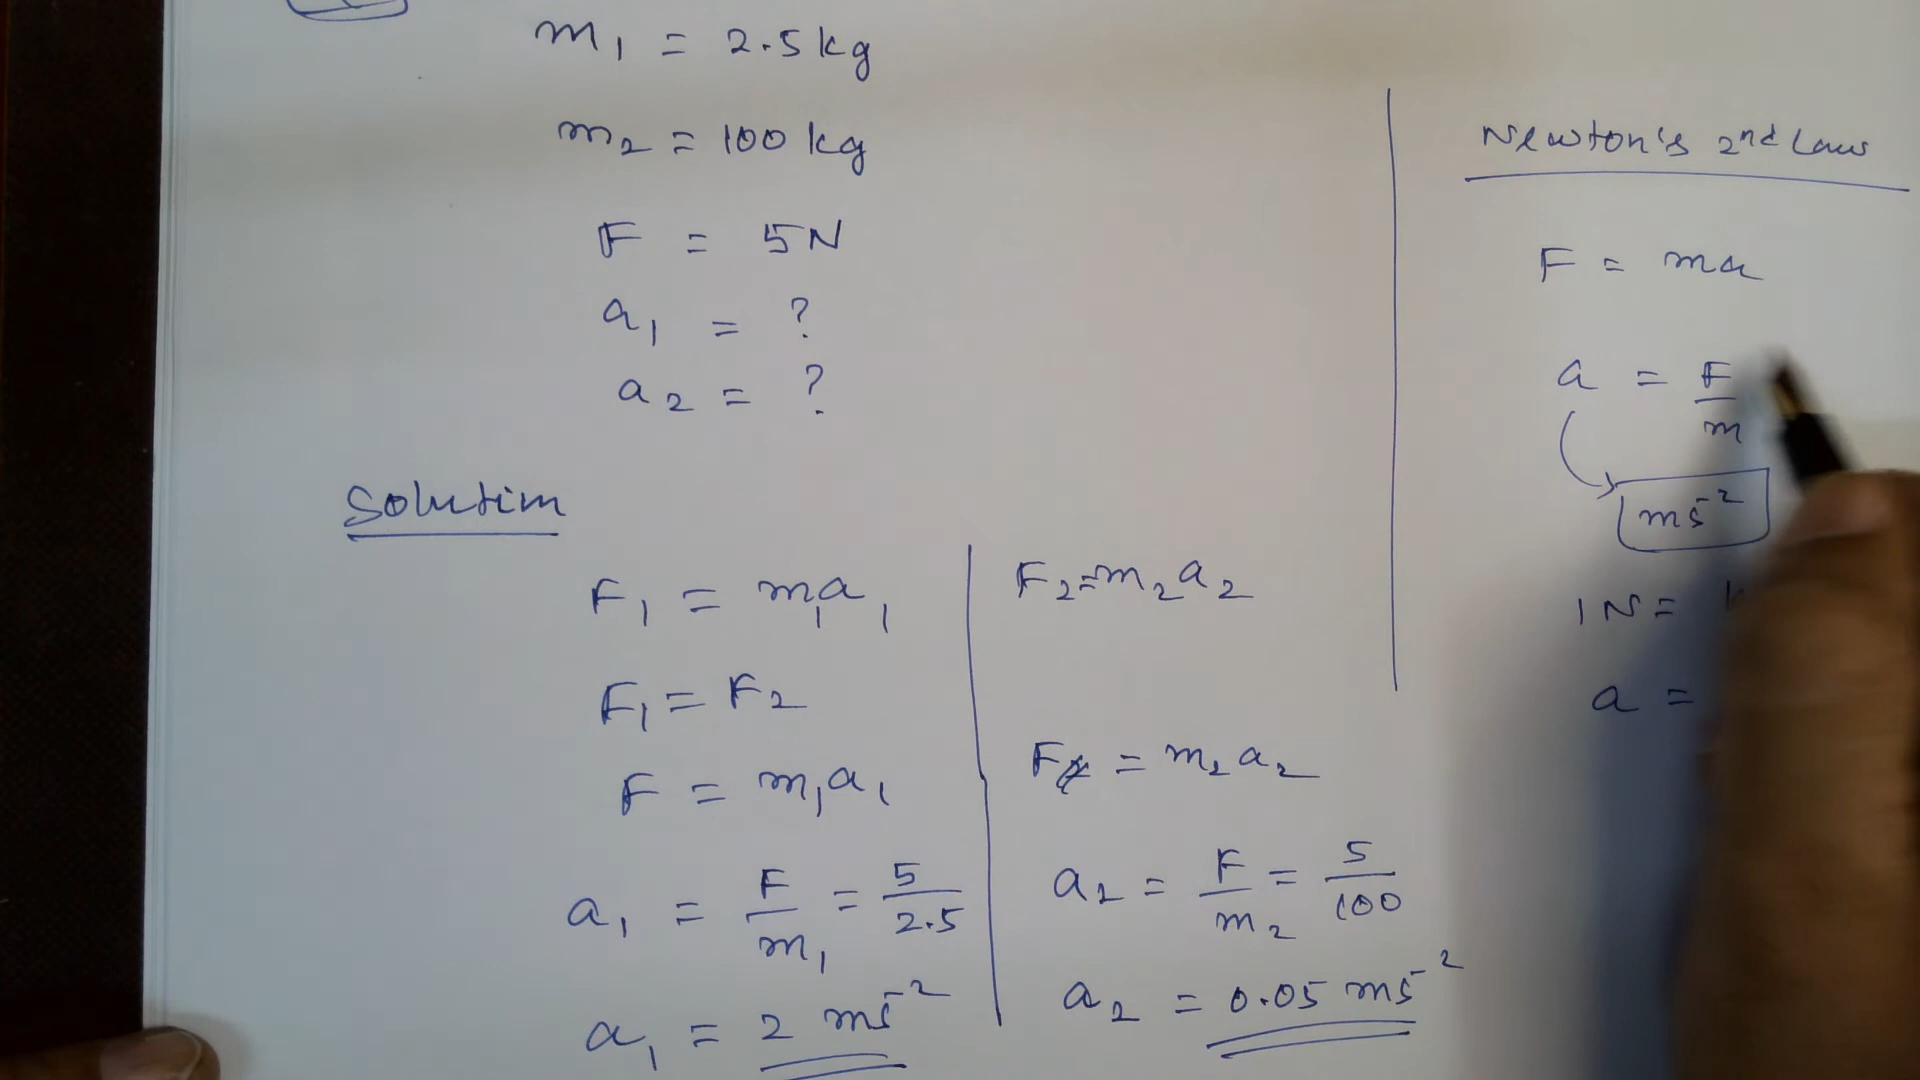 m₁ = 2.5 kg
m₂ = 100 kg
F = 5N
a₁ = ?
a₂ = ?
Solution
F₁ = m₁a₁
F₁ = F₂
F = m₁a₁
a₁ = F/m₁ = 5/2.5
a₁ = 2 ms⁻²
F₂ = m₂a₂
F = m₂a₂
a₂ = F/m₂ = 5/100
a₂ = 0.05 ms⁻²
Newton's 2nd Law
F = ma
a = F/m
ms⁻²
1N =
a =